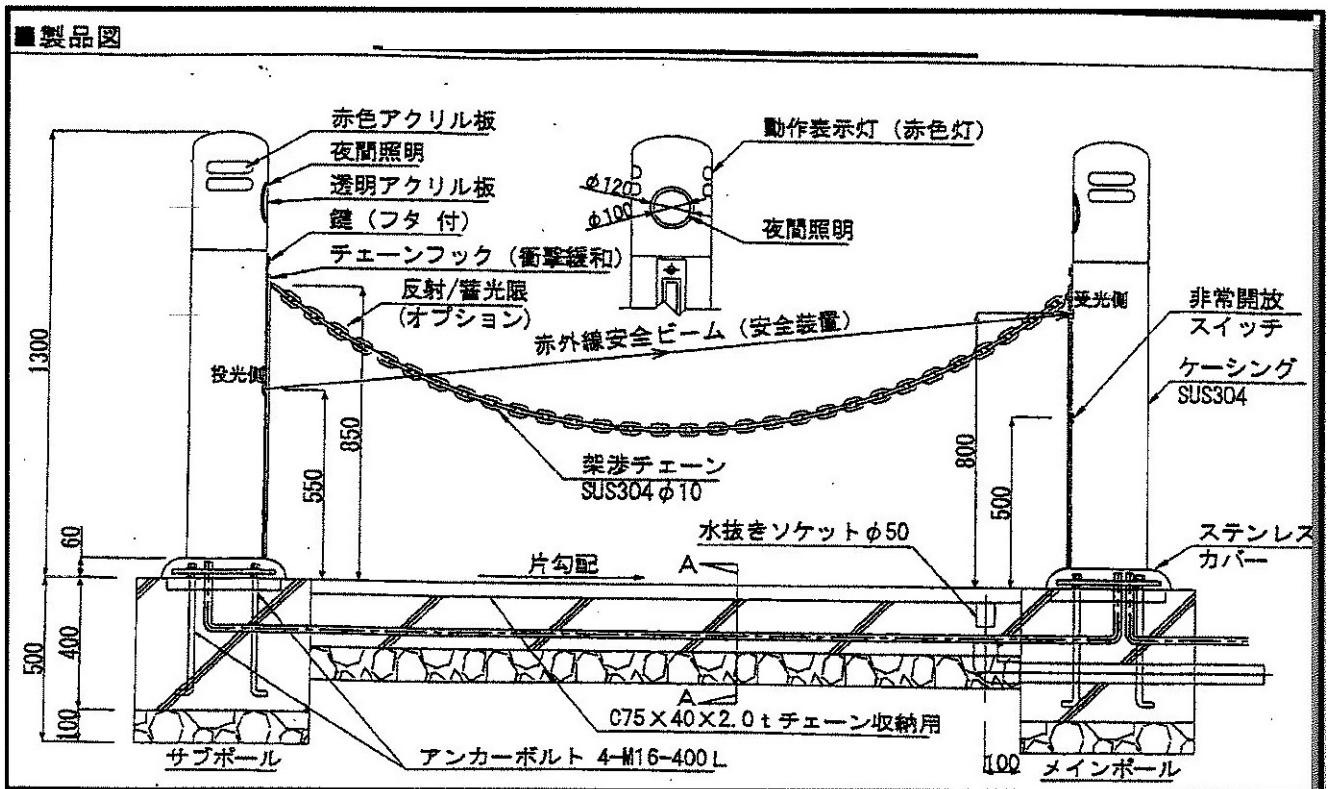 ■製品図
赤色アクリル板
夜間照明
透明アクリル板
鍵（フタ 付）
チェーンフック（衝撃緩和）
反射/蓄光限
(オプション)
動作表示灯（赤色灯）
φ120
φ100
夜間照明
赤外線安全ビーム（安全装置）
投光側
受光側
非常開放
スイッチ
ケーシング
SUS304
架渉チェーン
SUS304φ10
1300
850
550
800
500
60
水抜きソケットφ50
ステンレス
カバー
片勾配
A
A
500
400
100
C75×40×2.0tチェーン収納用
サブポール
アンカーボルト 4-M16-400L
100
メインポール